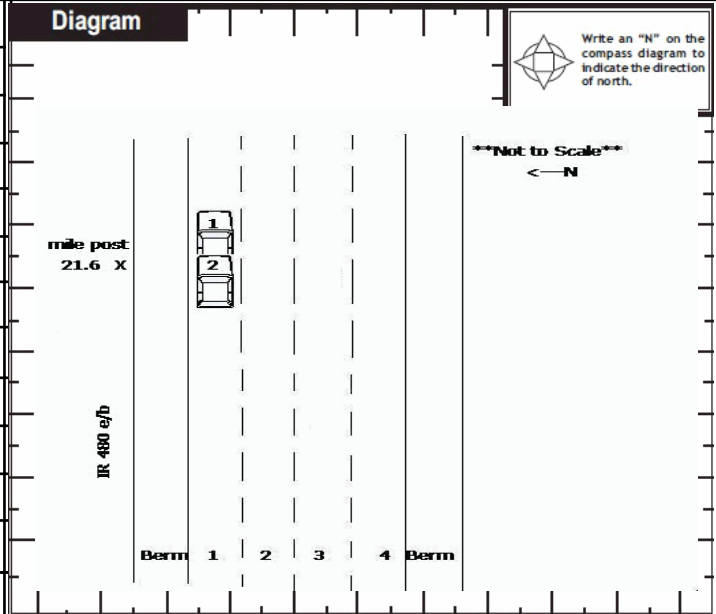 Diagram
Write an “N” on the
compass diagram to
indicate the direction
of north.
**Not to Scale**
<—N
1
mile post
21.6 X
2
IR 480 e/b
Berm 1 2 3 4 Berm